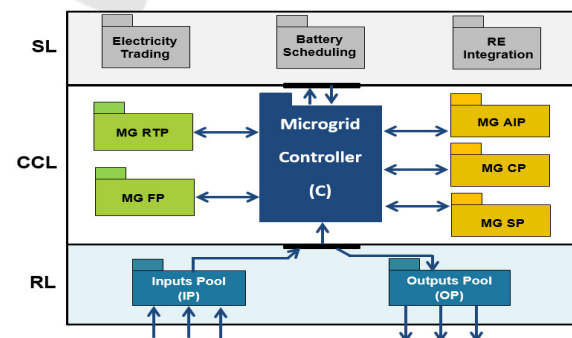 SL
Electricity
Trading
Battery
Scheduling
RE
Integration
CCL
MG RTP
MG FP
Microgrid
Controller
(C)
MG AIP
MG CP
MG SP
RL
Inputs Pool
(IP)
Outputs Pool
(OP)